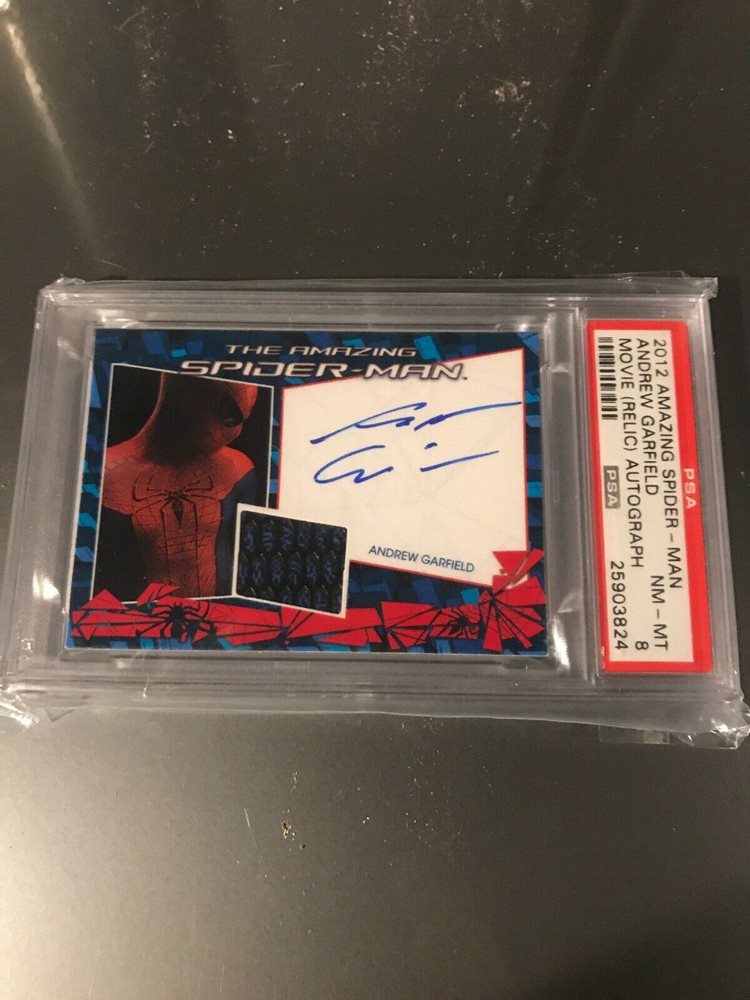 THE AMAZING
SPIDER-MAN™
ANDREW GARFIELD
PSA
2012 AMAZING SPIDER-MAN NM-MT
ANDREW GARFIELD 8
MOVIE (RELIC) AUTOGRAPH
PSA 25903824